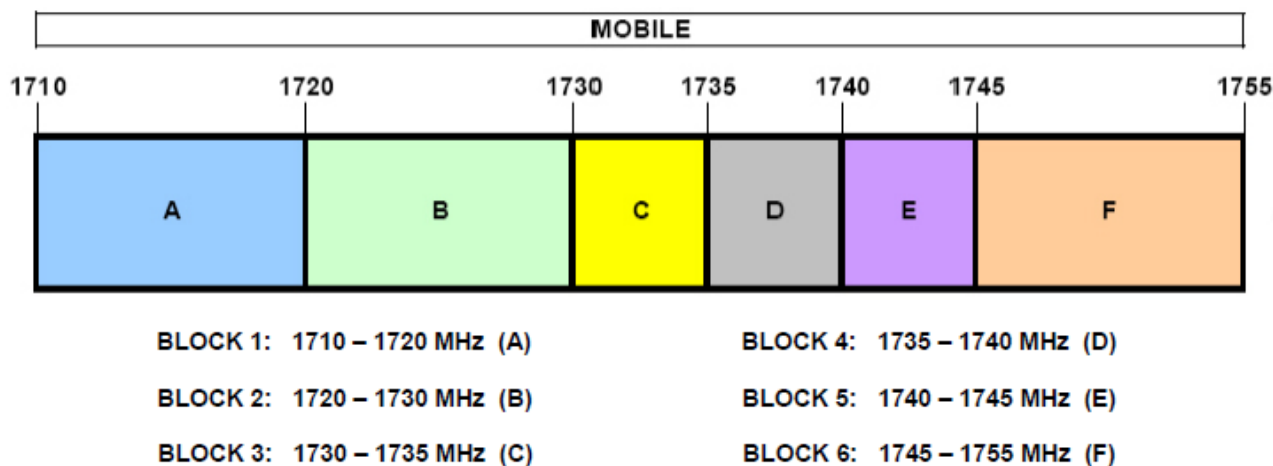 MOBILE
1710 1720 1730 1735 1740 1745 1755
A B C D E F
BLOCK 1: 1710 – 1720 MHz (A) BLOCK 4: 1735 – 1740 MHz (D)
BLOCK 2: 1720 – 1730 MHz (B) BLOCK 5: 1740 – 1745 MHz (E)
BLOCK 3: 1730 – 1735 MHz (C) BLOCK 6: 1745 – 1755 MHz (F)